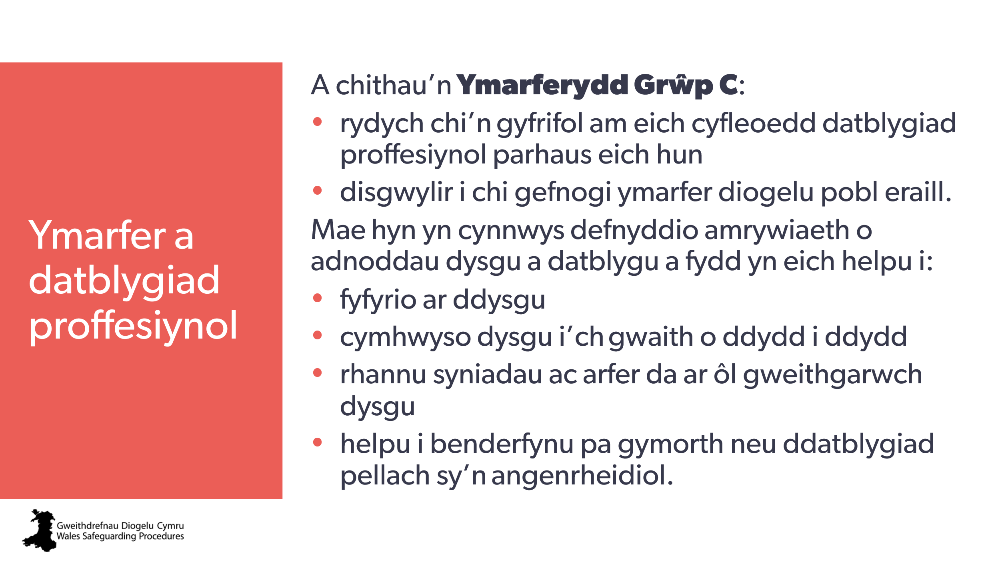 Ymarfer a
datblygiad
proffesiynol
A chithau’n Ymarferydd Grŵp C:
• rydych chi’n gyfrifol am eich cyfleoedd datblygiad
proffesiynol parhaus eich hun
• disgwylir i chi gefnogi ymarfer diogelu pobl eraill.
Mae hyn yn cynnwys defnyddio amrywiaeth o
adnoddau dysgu a datblygu a fydd yn eich helpu i:
• fyfyrio ar ddysgu
• cymhwyso dysgu i’ch gwaith o ddydd i ddydd
• rhannu syniadau ac arfer da ar ôl gweithgarwch
dysgu
• helpu i benderfynu pa gymorth neu ddatblygiad
pellach sy’n angenrheidiol.
Gweithdrefnau Diogelu Cymru
Wales Safeguarding Procedures